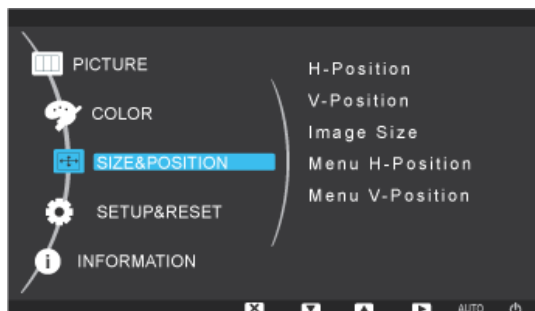 PICTURE
COLOR
SIZE&POSITION
SETUP&RESET
INFORMATION
H-Position
V-Position
Image Size
Menu H-Position
Menu V-Position
AUTO